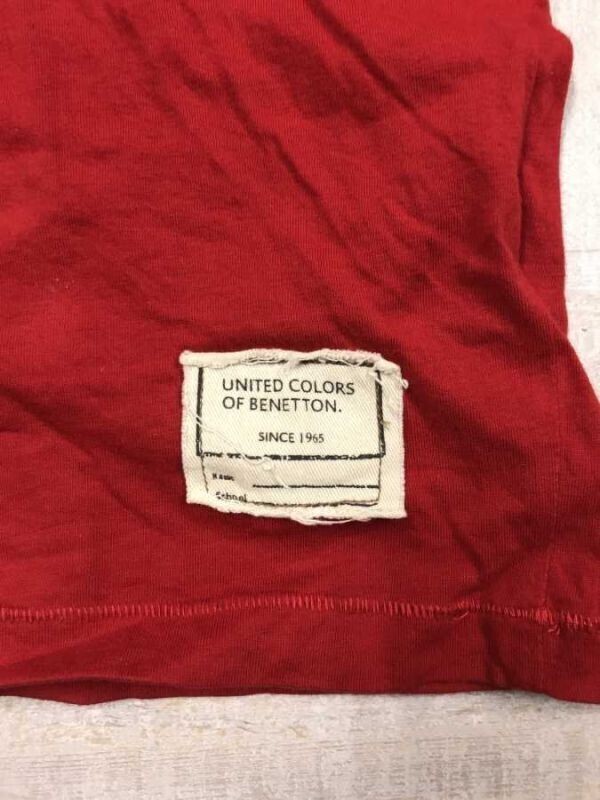 UNITED COLORS
OF BENETTON.
SINCE 1965
Name
School